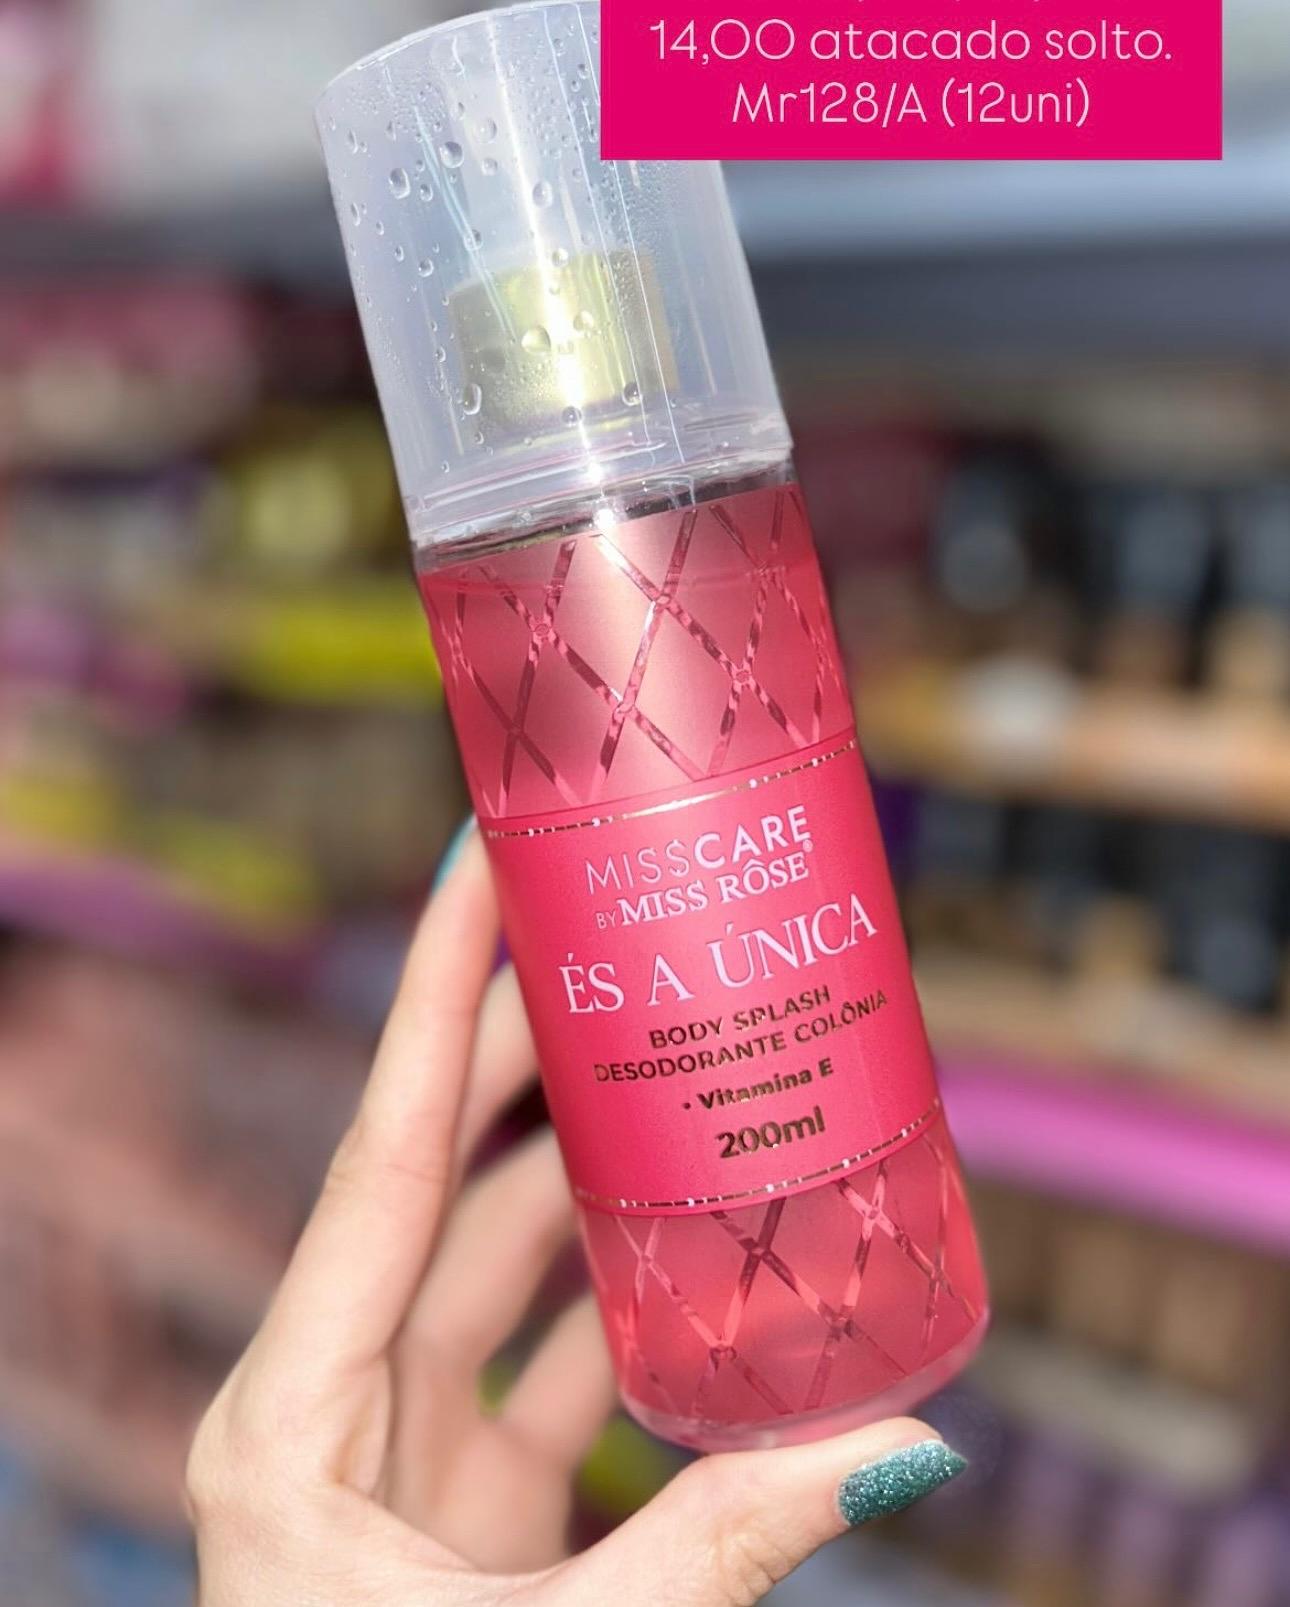 14,00 atacado solto.
Mr128/A (12uni)
MISSCARE
BY MISS RÔSE®
ÉS A ÚNICA
BODY SPLASH
DESODORANTE COLÔNIA
• Vitamina E
200ml